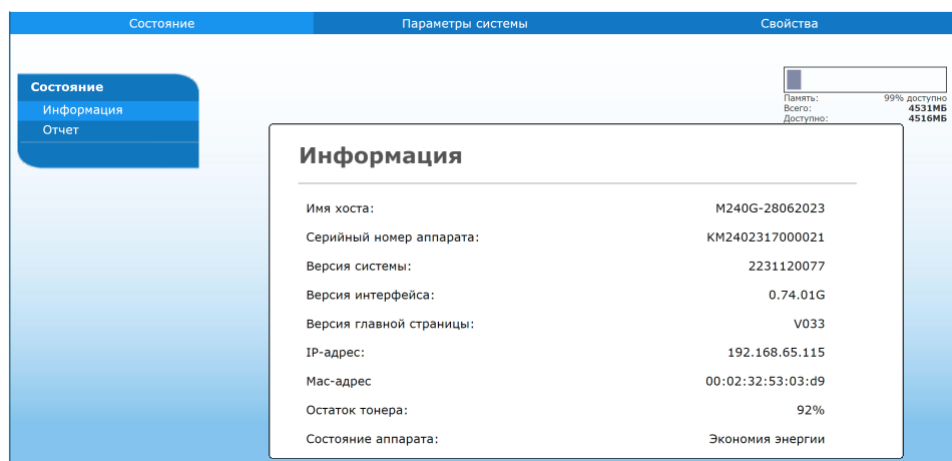 Состояние Параметры системы Свойства
Состояние
Информация
Отчет
Память: 99% доступно
Всего: 4531МБ
Доступно: 4516МБ
Информация
Имя хоста: M240G-28062023
Серийный номер аппарата: KM2402317000021
Версия системы: 2231120077
Версия интерфейса: 0.74.01G
Версия главной страницы: V033
IP-адрес: 192.168.65.115
Mac-адрес 00:02:32:53:03:d9
Остаток тонера: 92%
Состояние аппарата: Экономия энергии